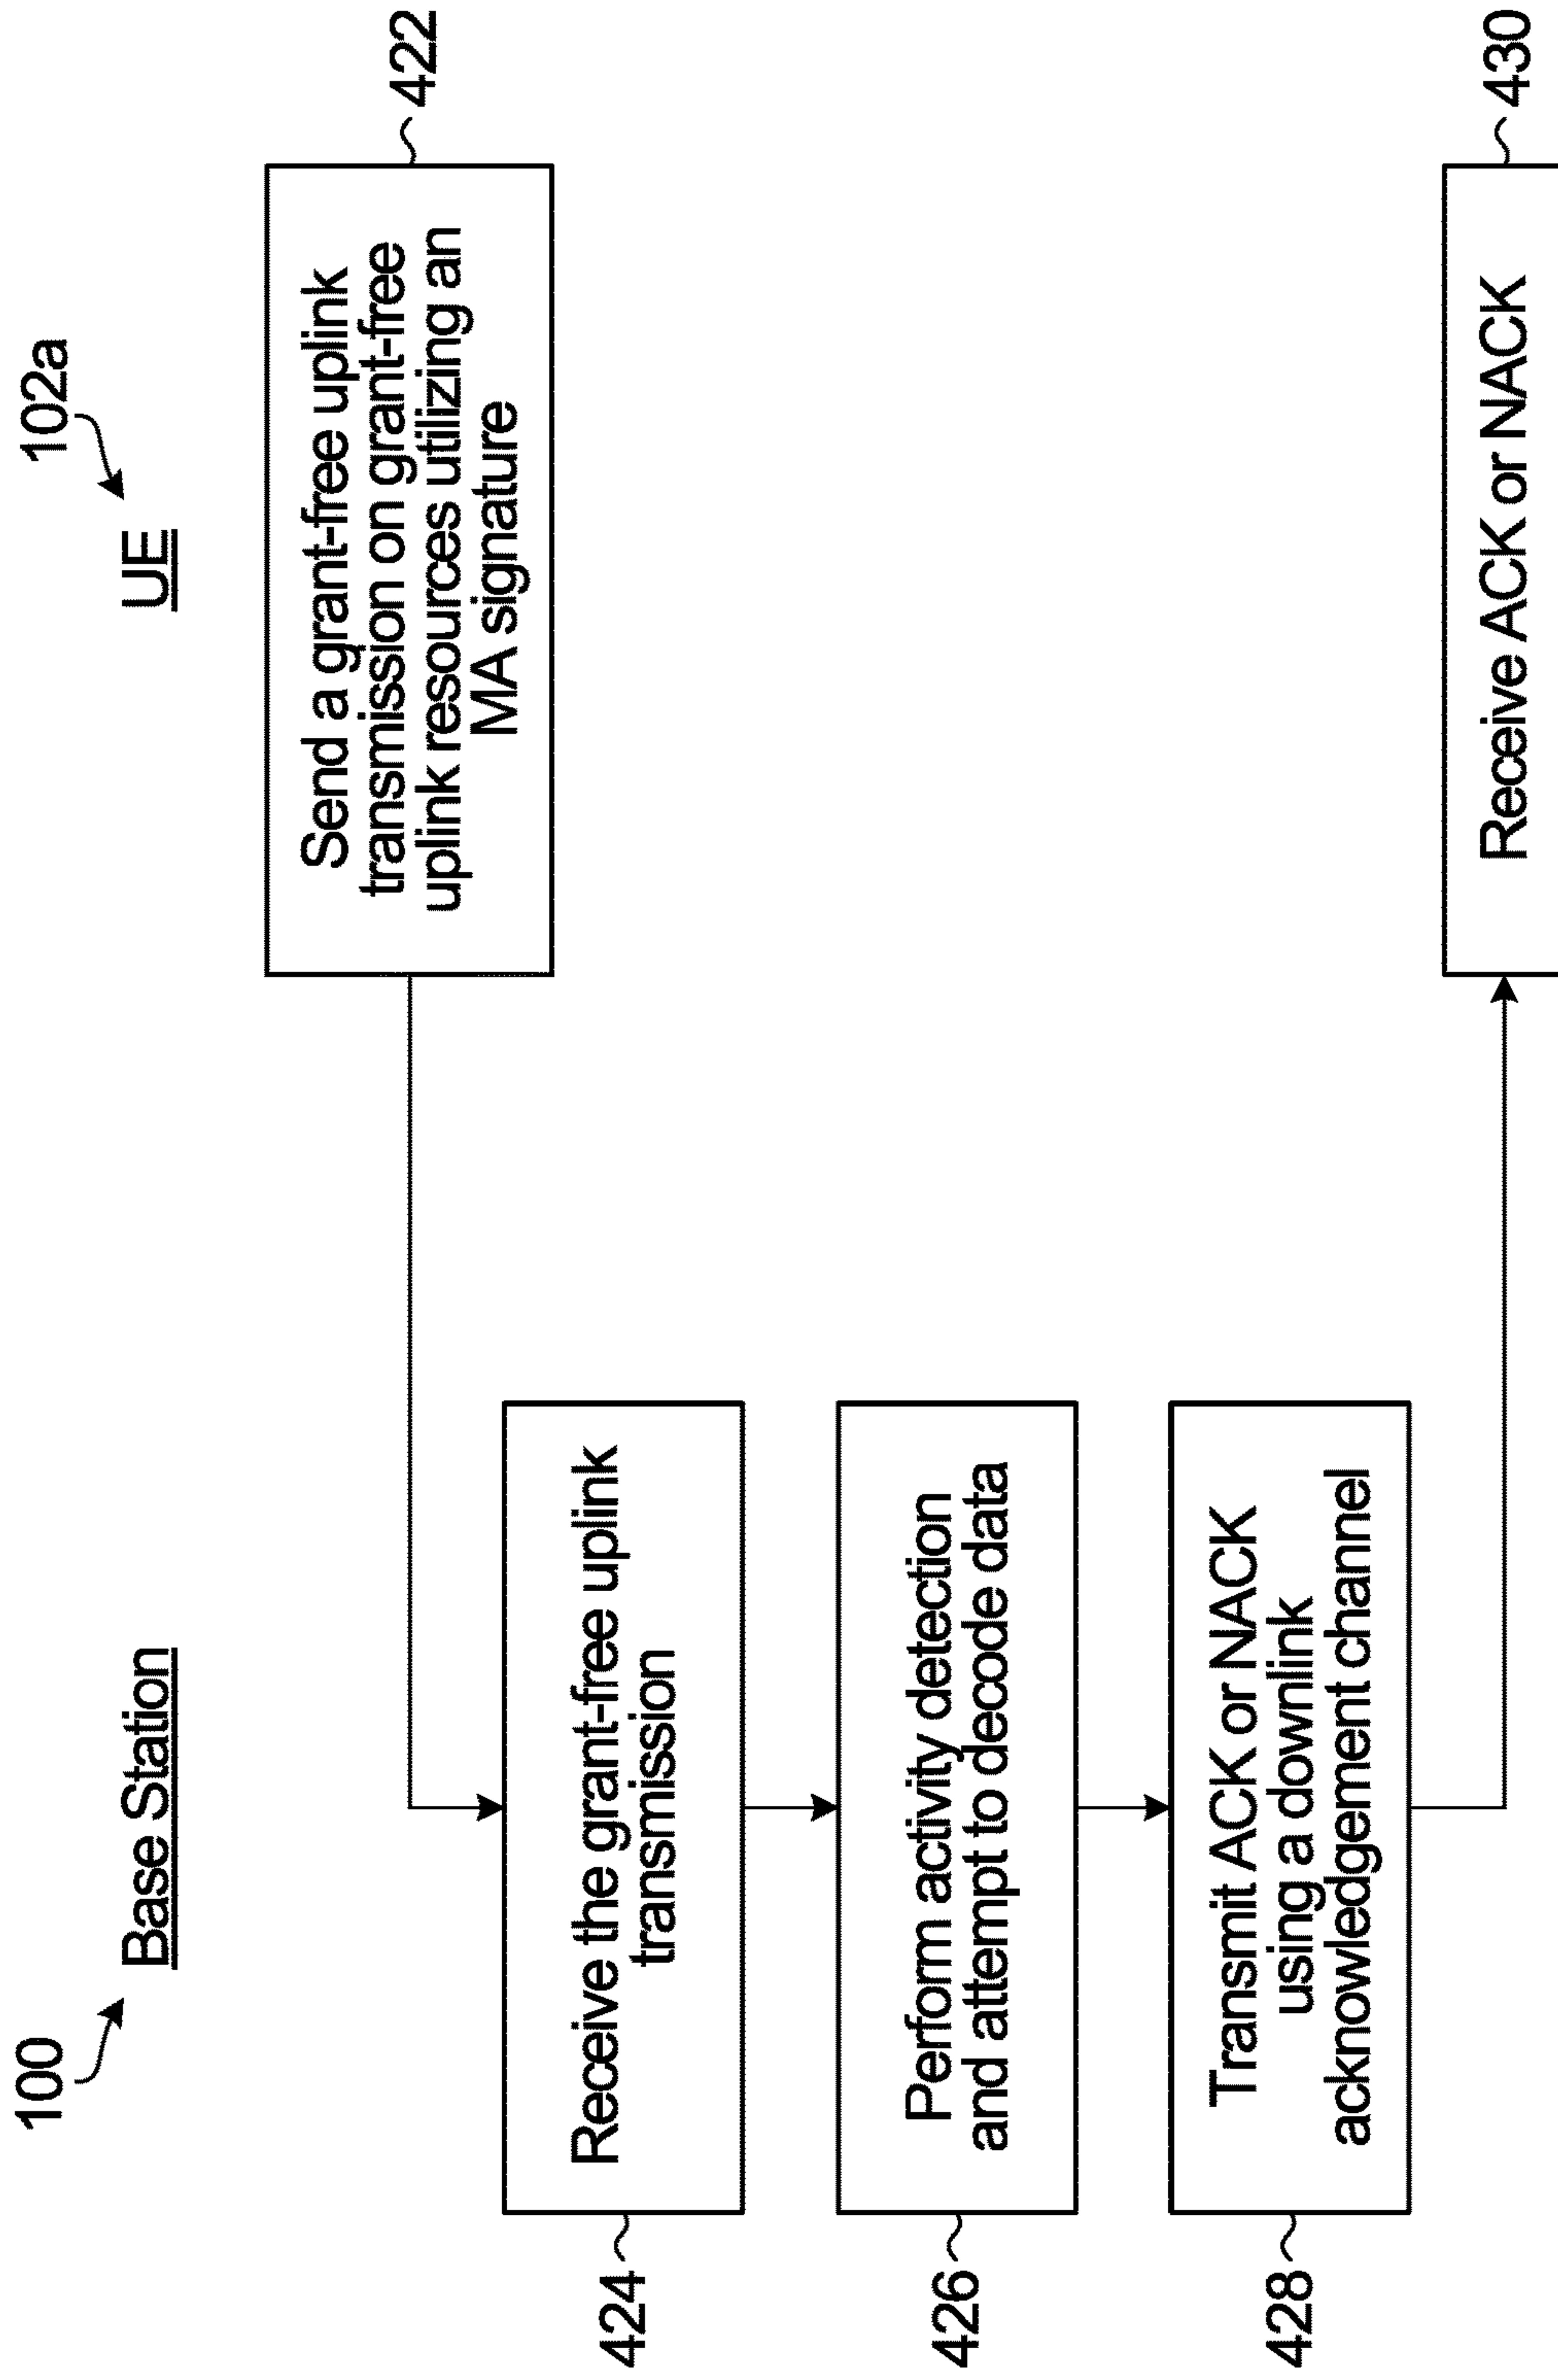 100
Base Station
102a
UE
Send a grant-free uplink
transmission on grant-free
uplink resources utilizing an
MA signature
422
Receive the grant-free uplink
transmission
424
Perform activity detection
and attempt to decode data
426
Transmit ACK or NACK
using a downlink
acknowledgement channel
428
Receive ACK or NACK
430